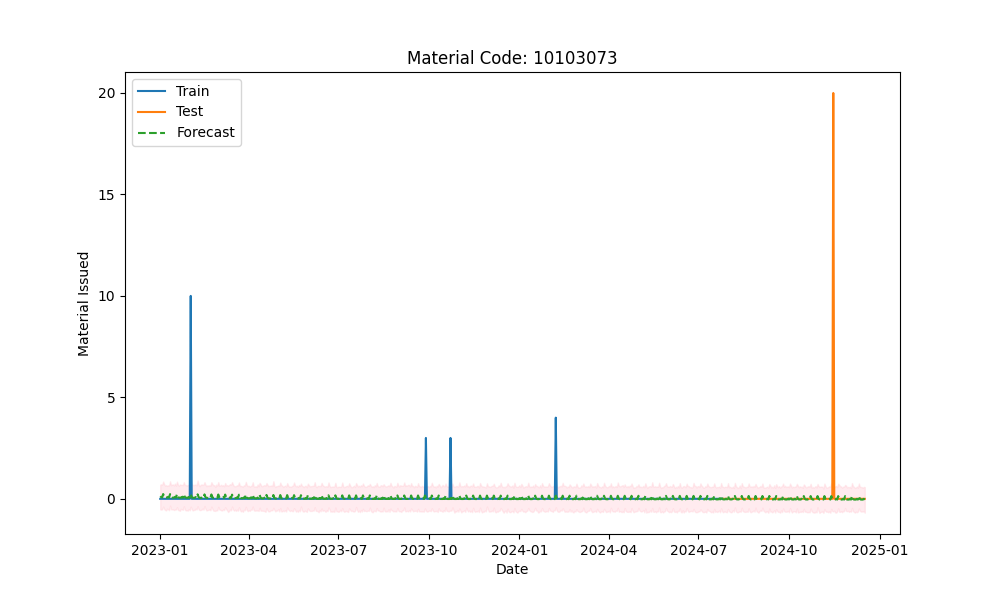 Material Code: 10103073
Train
Test
Forecast
20
15
10
5
0
Material Issued
2023-01 2023-04 2023-07 2023-10 2024-01 2024-04 2024-07 2024-10 2025-01
Date